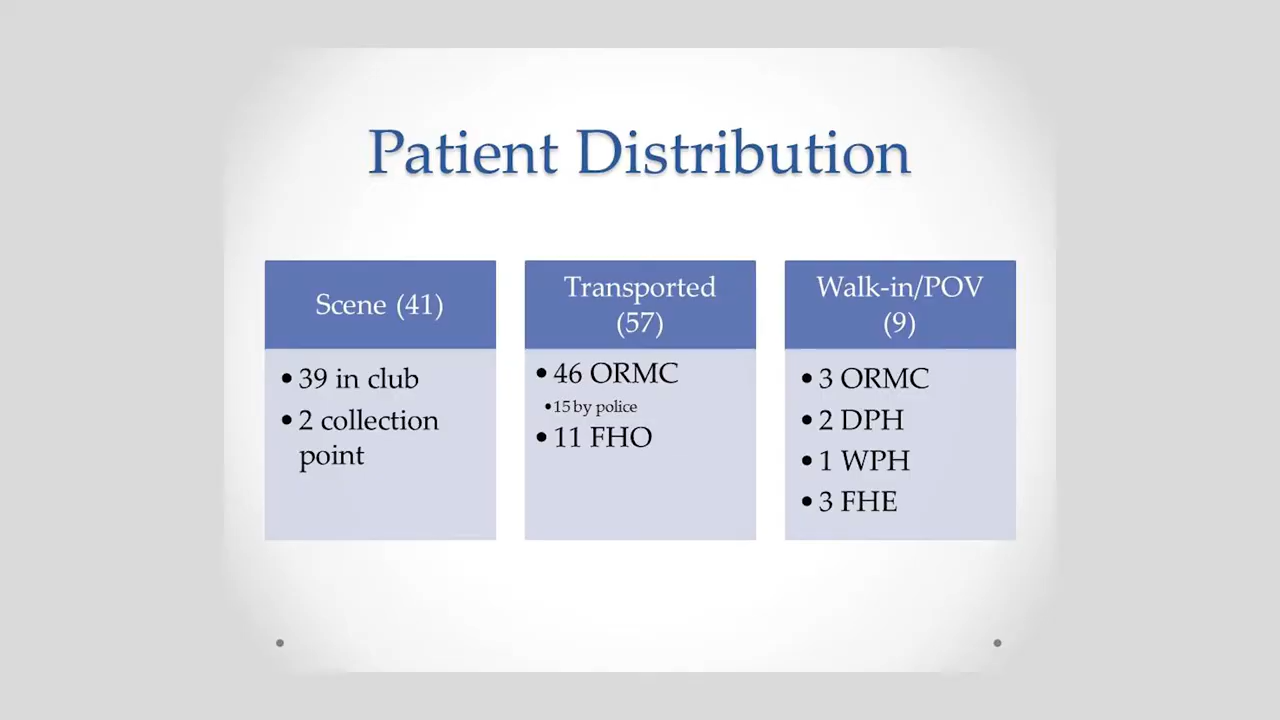 Patient Distribution
Scene (41)
• 39 in club
• 2 collection
point
Transported
(57)
• 46 ORMC
• 15 by police
• 11 FHO
Walk-in/POV
(9)
• 3 ORMC
• 2 DPH
• 1 WPH
• 3 FHE